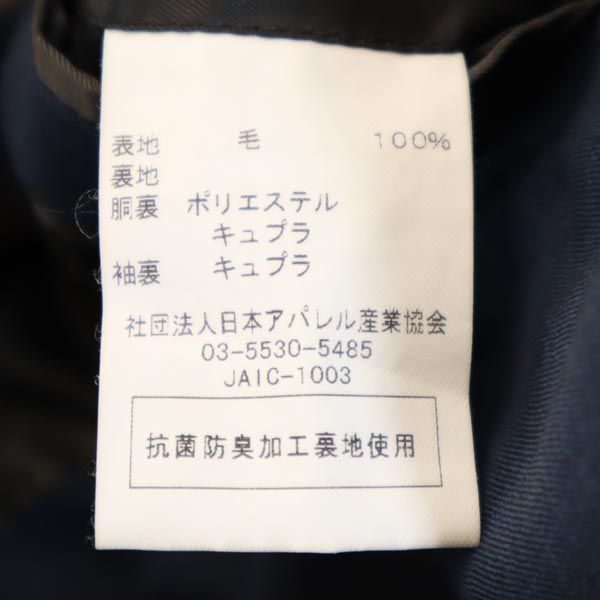 表地 毛 100%
裏地
胴裏 ポリエステル
キュプラ
袖裏 キュプラ
社団法人日本アパレル産業協会
03-5530-5485
JAIC-1003
抗菌防臭加工裏地使用